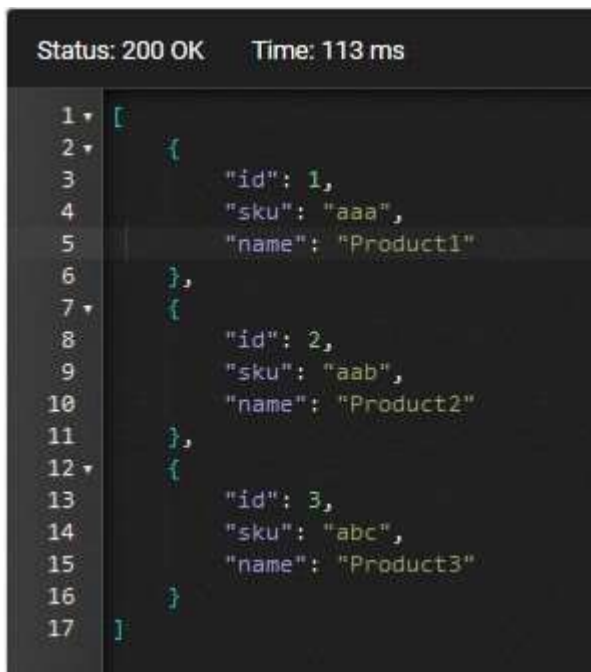 Status: 200 OK Time: 113 ms
1 [
2 {
3 "id": 1,
4 "sku": "aaa",
5 "name": "Product1"
6 },
7 {
8 "id": 2,
9 "sku": "aab",
10 "name": "Product2"
11 },
12 {
13 "id": 3,
14 "sku": "abc",
15 "name": "Product3"
16 }
17 ]